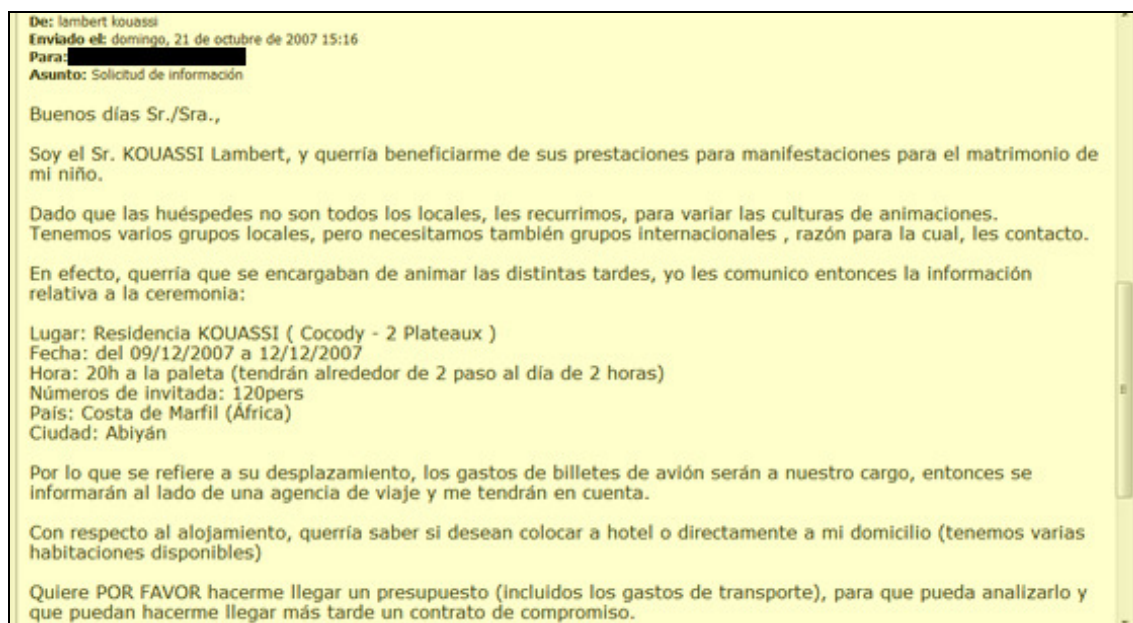 De: lambert kouassi
Enviado el: domingo, 21 de octubre de 2007 15:16
Para:
Asunto: Solicitud de información
Buenos días Sr./Sra.,
Soy el Sr. KOUASSI Lambert, y querría beneficiarme de sus prestaciones para manifestaciones para el matrimonio de
mi niño.
Dado que las huéspedes no son todos los locales, les recurrimos, para variar las culturas de animaciones.
Tenemos varios grupos locales, pero necesitamos también grupos internacionales , razón para la cual, les contacto.
En efecto, querría que se encargaban de animar las distintas tardes, yo les comunico entonces la información
relativa a la ceremonia:
Lugar: Residencia KOUASSI ( Cocody - 2 Plateaux )
Fecha: del 09/12/2007 a 12/12/2007
Hora: 20h a la paleta (tendrán alrededor de 2 paso al día de 2 horas)
Números de invitada: 120pers
País: Costa de Marfil (África)
Ciudad: Abiyán
Por lo que se refiere a su desplazamiento, los gastos de billetes de avión serán a nuestro cargo, entonces se
informarán al lado de una agencia de viaje y me tendrán en cuenta.
Con respecto al alojamiento, querría saber si desean colocar a hotel o directamente a mi domicilio (tenemos varias
habitaciones disponibles)
Quiere POR FAVOR hacerme llegar un presupuesto (incluidos los gastos de transporte), para que pueda analizarlo y
que puedan hacerme llegar más tarde un contrato de compromiso.